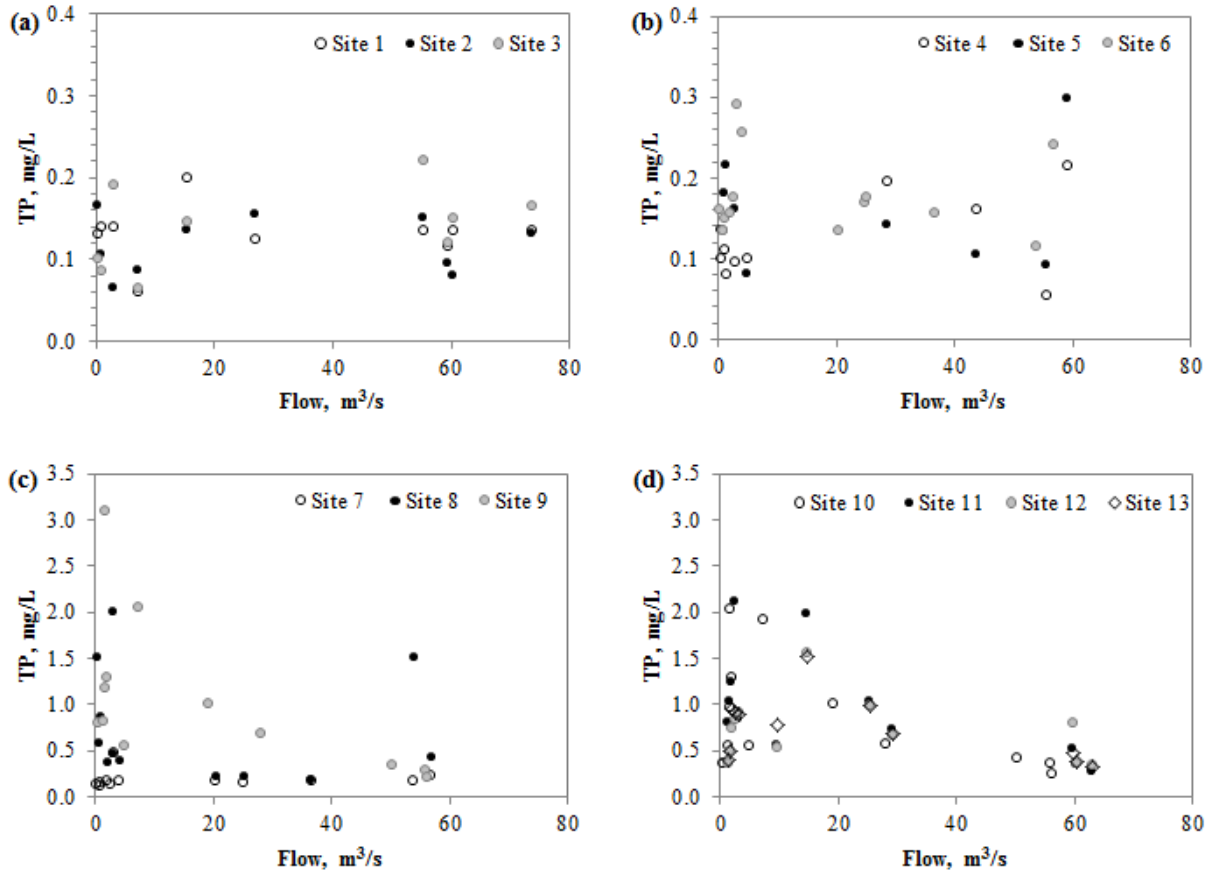 (a)
Site 1 Site 2 Site 3
TP, mg/L
0.4
0.3
0.2
0.1
0.0
0 20 40 60 80
Flow, m³/s
(b)
Site 4 Site 5 Site 6
TP, mg/L
0.4
0.3
0.2
0.1
0.0
0 20 40 60 80
Flow, m³/s
(c)
Site 7 Site 8 Site 9
TP, mg/L
3.5
3.0
2.5
2.0
1.5
1.0
0.5
0.0
0 20 40 60 80
Flow, m³/s
(d)
Site 10 Site 11 Site 12 Site 13
TP, mg/L
3.5
3.0
2.5
2.0
1.5
1.0
0.5
0.0
0 20 40 60 80
Flow, m³/s